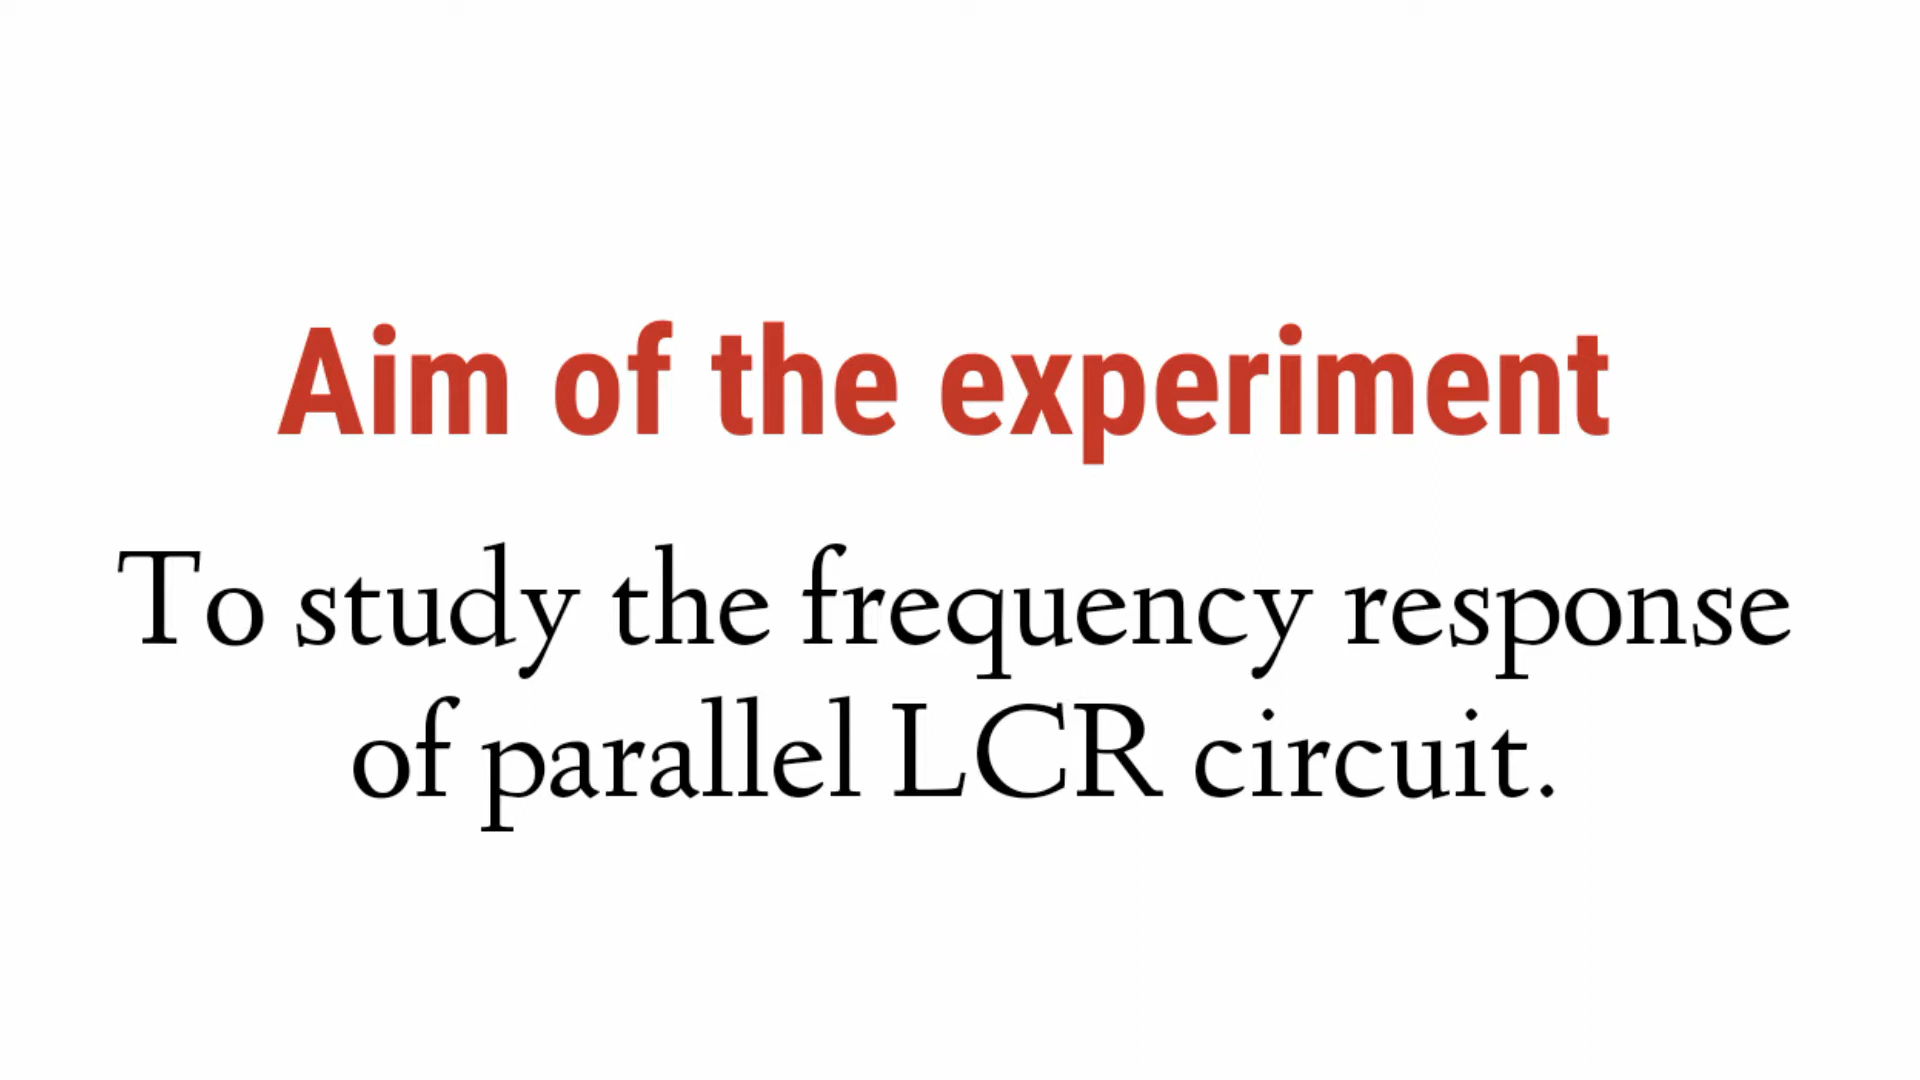 Aim of the experiment
To study the frequency response
of parallel LCR circuit.